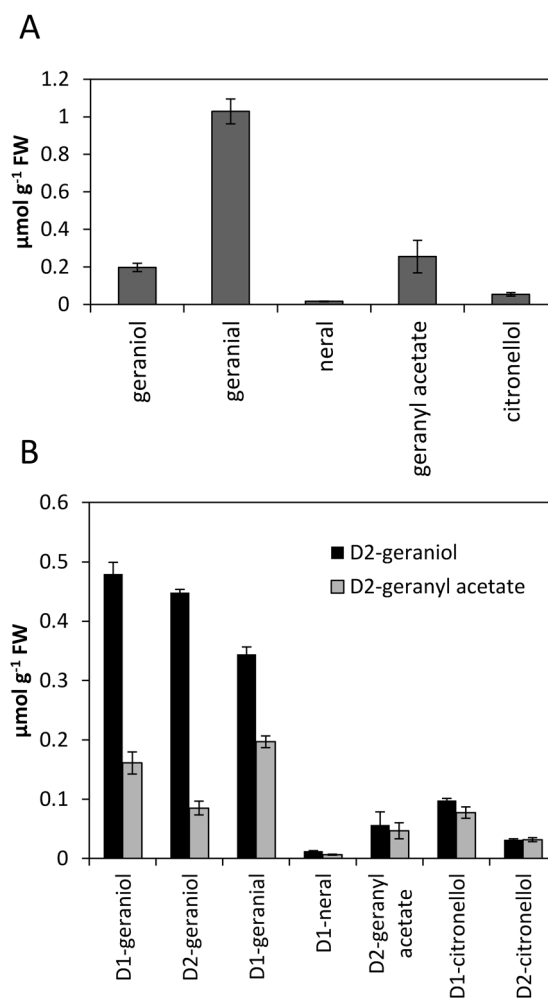 A
1.2
1
0.8
0.6
0.4
0.2
0
µmol g⁻¹ FW
geraniol
geranial
neral
geranyl acetate
citronellol
B
0.6
0.5
0.4
0.3
0.2
0.1
0
µmol g⁻¹ FW
D2-geraniol
D2-geranyl acetate
D1-geraniol
D2-geraniol
D1-geranial
D1-neral
D2-geranyl
acetate
D1-citronellol
D2-citronellol